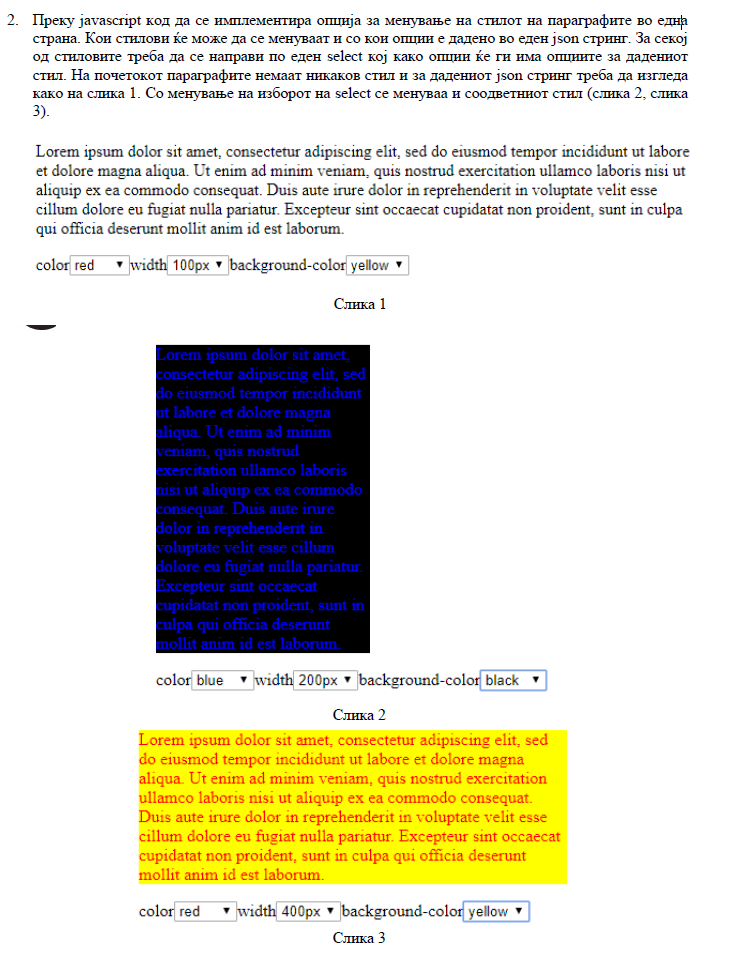 2. Преку javascript код да се имплементира опција за менување на стилот на параграфите во една
страна. Кои стилови ќе може да се менуваат и со кои опции е дадено во еден json стринг. За секој
од стиловите треба да се направи по еден select кој како опции ќе ги има опциите за дадениот
стил. На почетокот параграфите немаат никаков стил и за дадениот json стринг треба да изгледа
како на слика 1. Со менување на изборот на select се менуваа и соодветниот стил (слика 2, слика
3).
Lorem ipsum dolor sit amet, consectetur adipiscing elit, sed do eiusmod tempor incididunt ut labore
et dolore magna aliqua. Ut enim ad minim veniam, quis nostrud exercitation ullamco laboris nisi ut
aliquip ex ea commodo consequat. Duis aute irure dolor in reprehenderit in voluptate velit esse
cillum dolore eu fugiat nulla pariatur. Excepteur sint occaecat cupidatat non proident, sunt in culpa
qui officia deserunt mollit anim id est laborum.
color red width 100px background-color yellow
Слика 1
Lorem ipsum dolor sit amet,
consectetur adipiscing elit, sed
do eiusmod tempor incididunt
ut labore et dolore magna
aliqua. Ut enim ad minim
veniam, quis nostrud
exercitation ullamco laboris
nisi ut aliquip ex ea commodo
consequat. Duis aute irure
dolor in reprehenderit in
voluptate velit esse cillum
dolore eu fugiat nulla pariatur.
Excepteur sint occaecat
cupidatat non proident, sunt in
culpa qui officia deserunt
mollit anim id est laborum.
color blue width 200px background-color black
Слика 2
Lorem ipsum dolor sit amet, consectetur adipiscing elit, sed
do eiusmod tempor incididunt ut labore et dolore magna
aliqua. Ut enim ad minim veniam, quis nostrud exercitation
ullamco laboris nisi ut aliquip ex ea commodo consequat.
Duis aute irure dolor in reprehenderit in voluptate velit esse
cillum dolore eu fugiat nulla pariatur. Excepteur sint occaecat
cupidatat non proident, sunt in culpa qui officia deserunt
mollit anim id est laborum.
color red width 400px background-color yellow
Слика 3